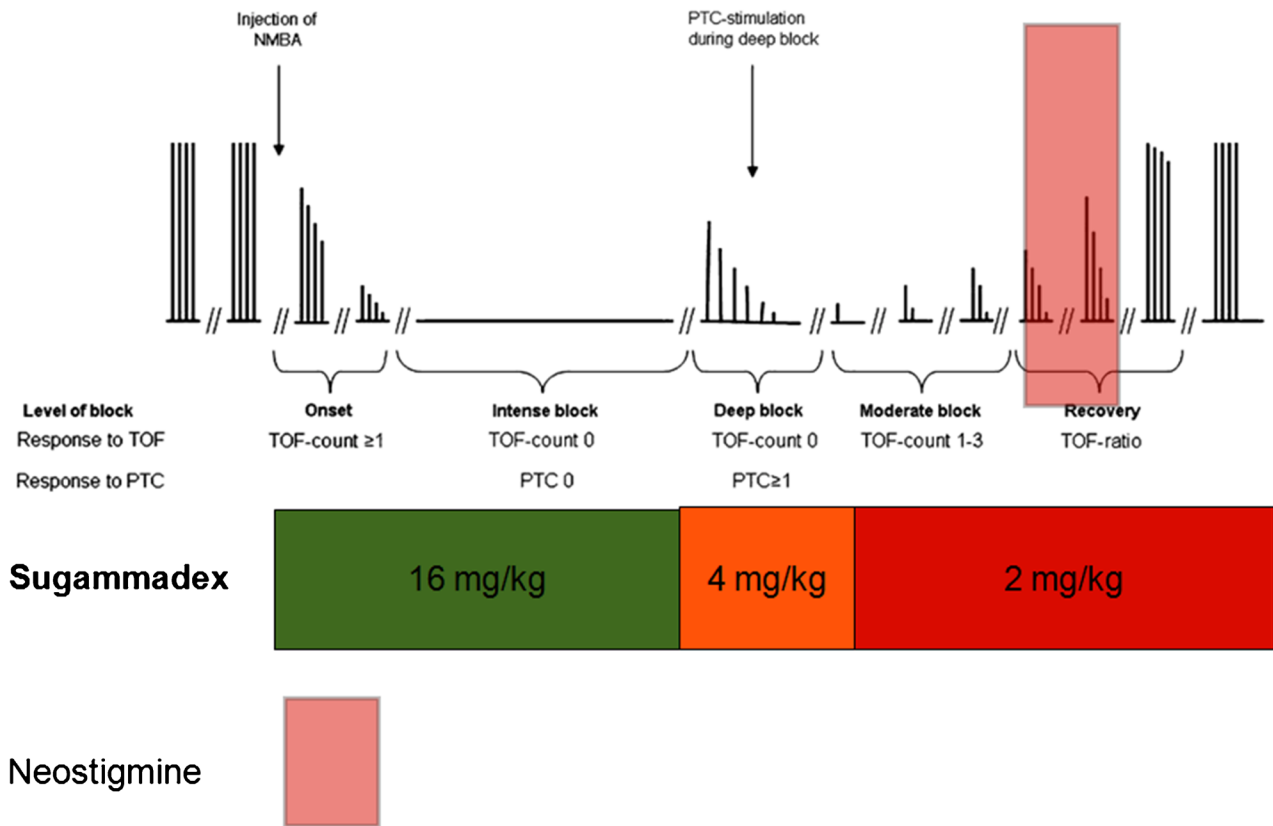 Injection of
NMBA
PTC-stimulation
during deep block
// // // // // // // // // // //
Level of block Onset Intense block Deep block Moderate block Recovery
Response to TOF TOF-count ≥1 TOF-count 0 TOF-count 0 TOF-count 1-3 TOF-ratio
Response to PTC PTC 0 PTC≥1
Sugammadex 16 mg/kg 4 mg/kg 2 mg/kg
Neostigmine